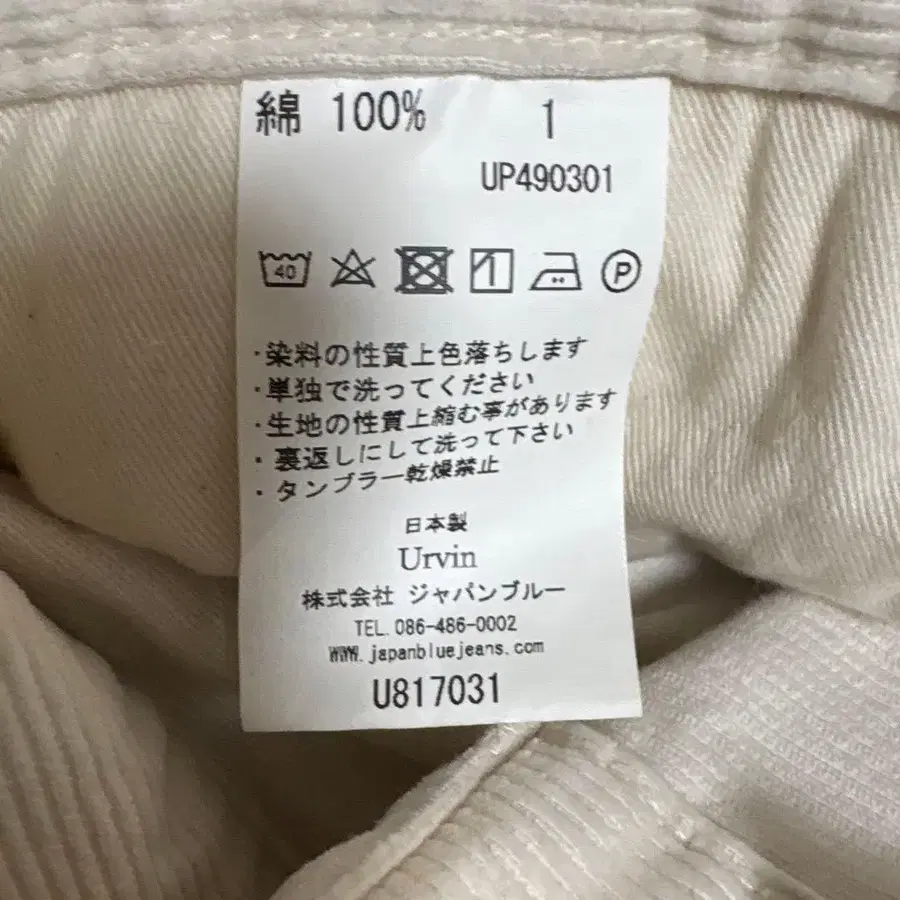 綿 100% 1
UP490301
40 P
・染料の性質上色落ちします
・単独で洗ってください
・生地の性質上縮む事があります
・裏返しにして洗って下さい
・タンブラー乾燥禁止
日本製
Urvin
株式会社 ジャパンブルー
TEL. 086-486-0002
WWW. japanbluejeans. com
U817031